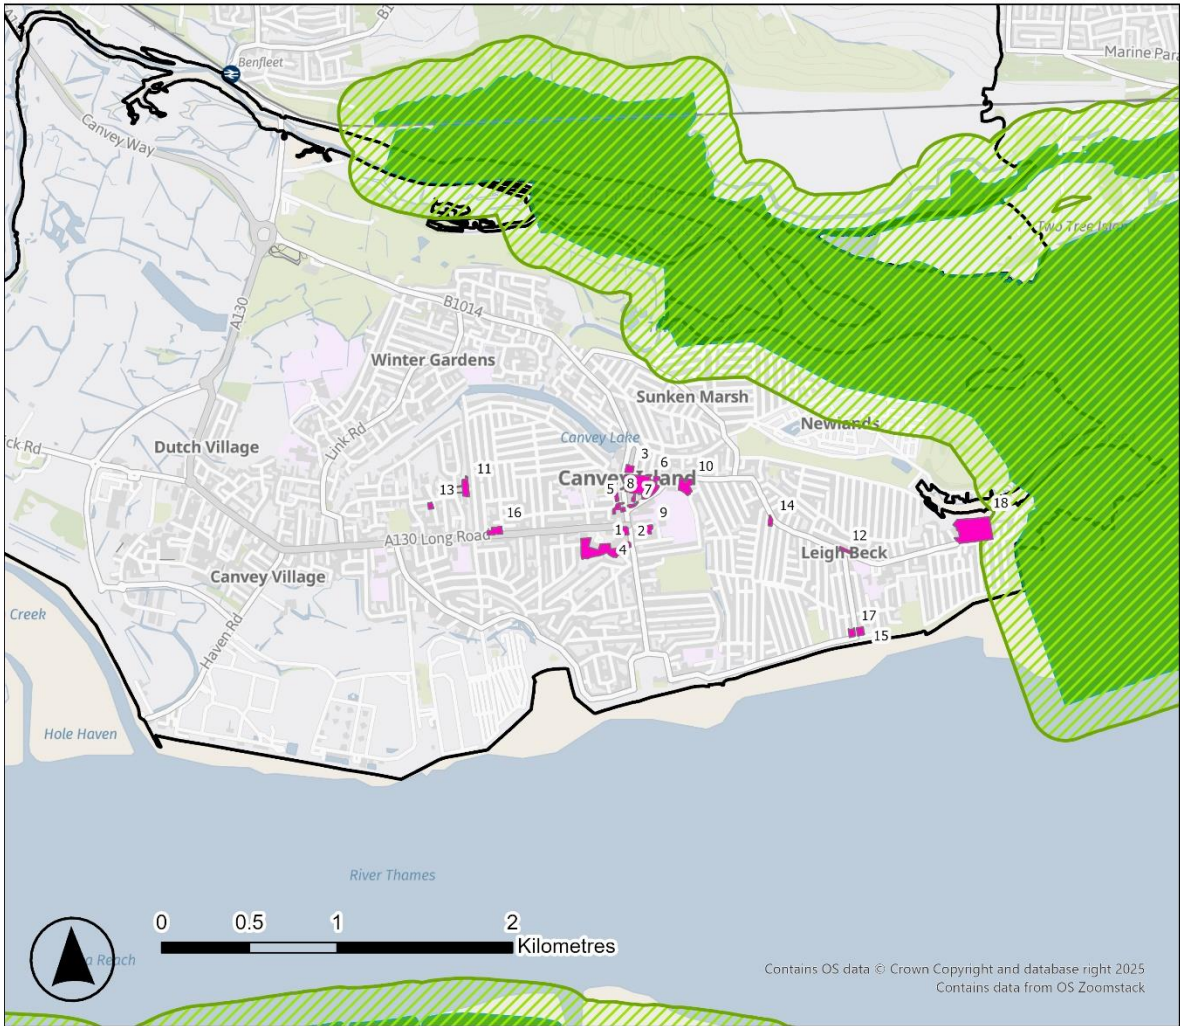 Benfleet
B1
Marine Para
Canvey Way
Two Tree Island
A130
B1014
Winter Gardens
Sunken Marsh
Newlands
ck Rd
Dutch Village
Link Rd
Canvey Lake
3
6
11
Canvey Island
10
13
5
8
7
18
16
9
14
A130 Long Road
1
2
12
4
Leigh Beck
Canvey Village
Creek
Haven Rd
17
15
Hole Haven
River Thames
0 0.5 1 2
Kilometres
a Reach
Contains OS data © Crown Copyright and database right 2025
Contains data from OS Zoomstack